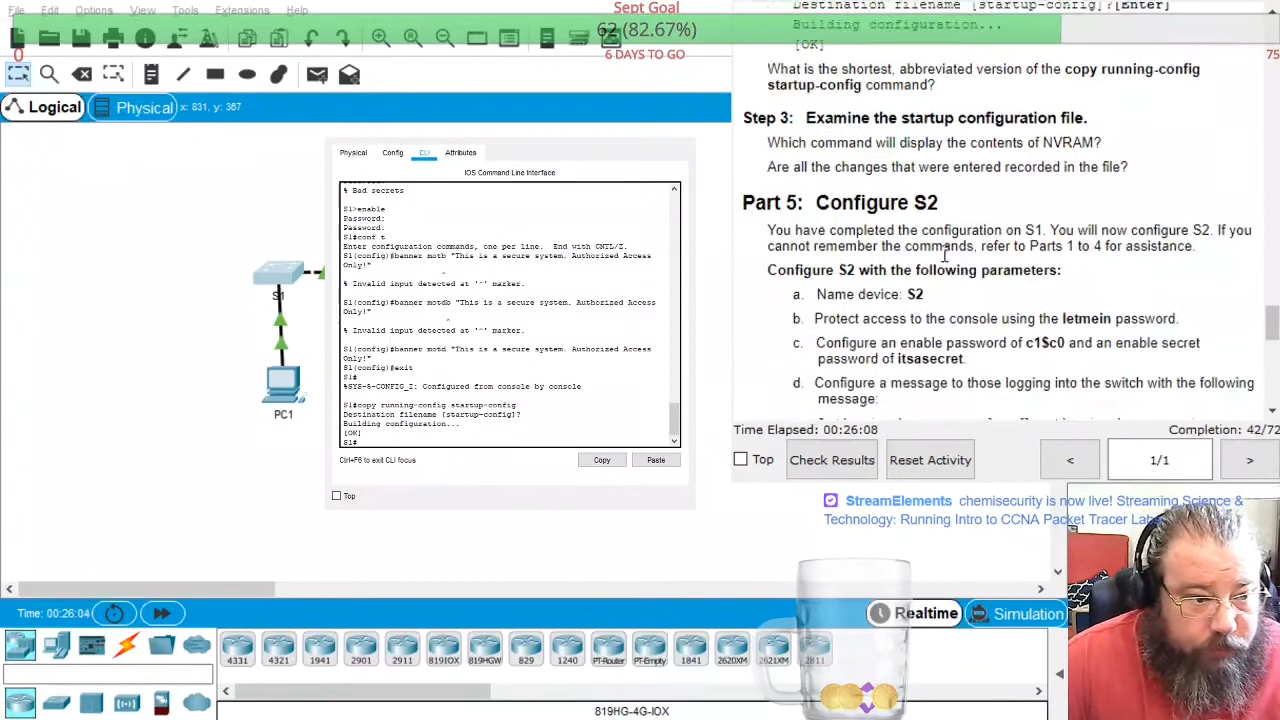 File Edit Options View Tools Extensions Help
Sept Goal
62 (82.67%)
0
6 DAYS TO GO
75
Logical
Physical
x: 831, y: 367
Physical Config CLI Attributes
IOS Command Line Interface
% Bad secrets
S1>enable
Password:
Password:
S1#conf t
Enter configuration commands, one per line. End with CNTL/Z.
S1(config)#banner motb "This is a secure system. Authorized Access
Only!"
^
% Invalid input detected at '^' marker.
S1(config)#banner motdb "This is a secure system. Authorized Access
Only!"
^
% Invalid input detected at '^' marker.
S1(config)#banner motd "This is a secure system. Authorized Access
Only!"
S1(config)#exit
S1#
%SYS-5-CONFIG_I: Configured from console by console
S1#copy running-config startup-config
Destination filename [startup-config]?
Building configuration...
[OK]
S1#
Ctrl+F6 to exit CLI focus
Copy
Paste
Top
S1
PC1
Destination filename [startup-config]?[Enter]
Building configuration...
[OK]
What is the shortest, abbreviated version of the copy running-config
startup-config command?
Step 3: Examine the startup configuration file.
Which command will display the contents of NVRAM?
Are all the changes that were entered recorded in the file?
Part 5: Configure S2
You have completed the configuration on S1. You will now configure S2. If you
cannot remember the commands, refer to Parts 1 to 4 for assistance.
Configure S2 with the following parameters:
a. Name device: S2
b. Protect access to the console using the letmein password.
c. Configure an enable password of c1$c0 and an enable secret
password of itsasecret.
d. Configure a message to those logging into the switch with the following
message:
Time Elapsed: 00:26:08
Completion: 42/72
Top
Check Results
Reset Activity
<
1/1
>
StreamElements chemisecurity is now live! Streaming Science &
Technology: Running Intro to CCNA Packet Tracer Labs
Time: 00:26:04
Realtime
Simulation
4331 4321 1941 2901 2911 819IOX 819HGW 829 1240 PT-Router PT-Empty 1841 2620XM 2621XM 2811
819HG-4G-IOX